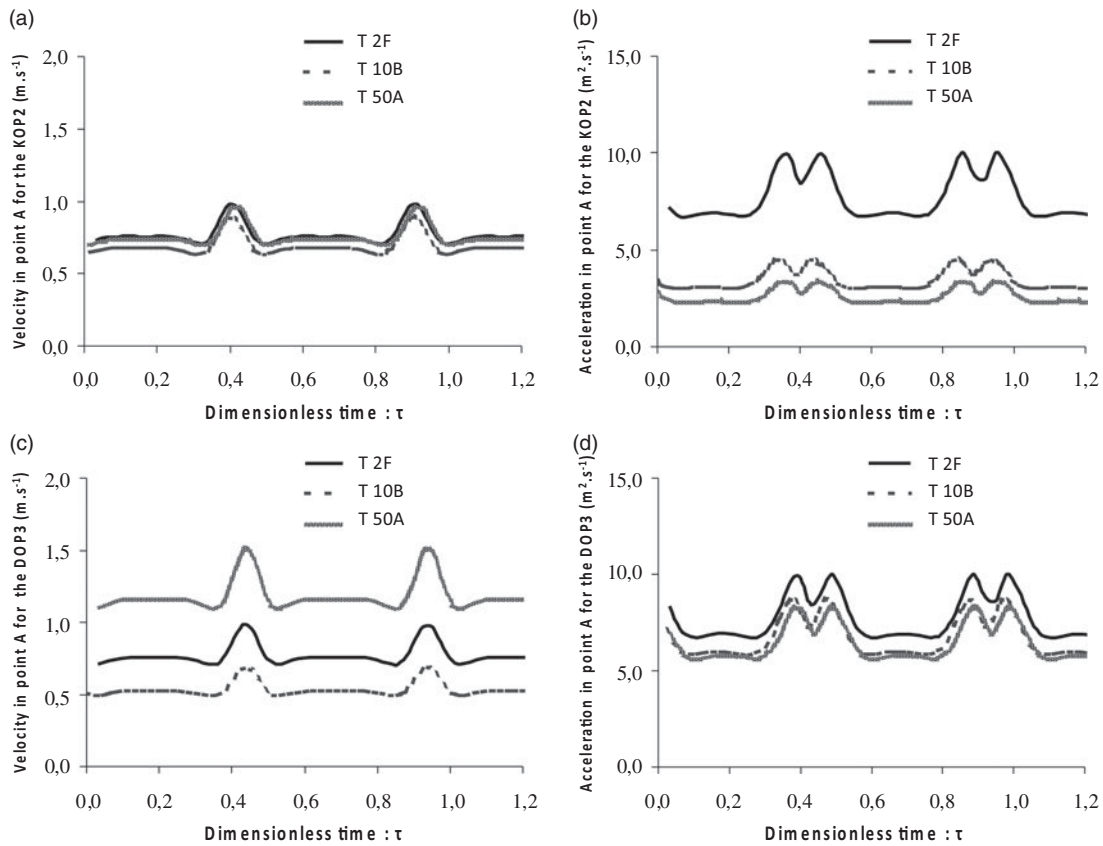 (a)
Velocity in point A for the KOP2 (m.s-1)
2,0
1,5
1,0
0,5
0,0
T 2F
T 10B
T 50A
0,0 0,2 0,4 0,6 0,8 1,0 1,2
Dimensionless time : τ
(b)
Acceleration in point A for the KOP2 (m2.s-1)
15,0
10,0
5,0
0,0
T 2F
T 10B
T 50A
0,0 0,2 0,4 0,6 0,8 1,0 1,2
Dimensionless time : τ
(c)
Velocity in point A for the DOP3 (m.s-1)
2,0
1,5
1,0
0,5
0,0
T 2F
T 10B
T 50A
0,0 0,2 0,4 0,6 0,8 1,0 1,2
Dimensionless time : τ
(d)
Acceleration in point A for the DOP3 (m2.s-1)
15,0
10,0
5,0
0,0
T 2F
T 10B
T 50A
0,0 0,2 0,4 0,6 0,8 1,0 1,2
Dimensionless time : τ